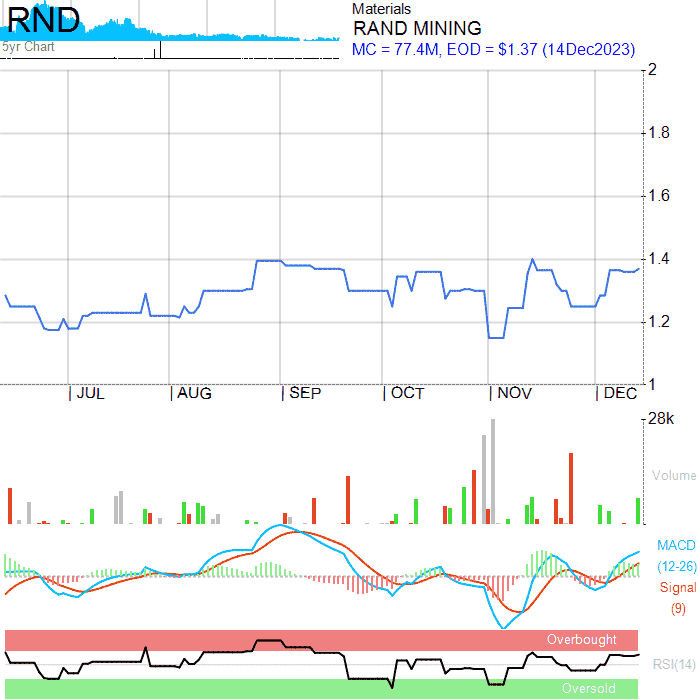 RND
5yr Chart
Materials
RAND MINING
MC = 77.4M, EOD = $1.37 (14Dec2023)
2
1.8
1.6
1.4
1.2
1
JUL AUG SEP OCT NOV DEC
28k
Volume
MACD
(12-26)
Signal
(9)
Overbought
RSI(14)
Oversold